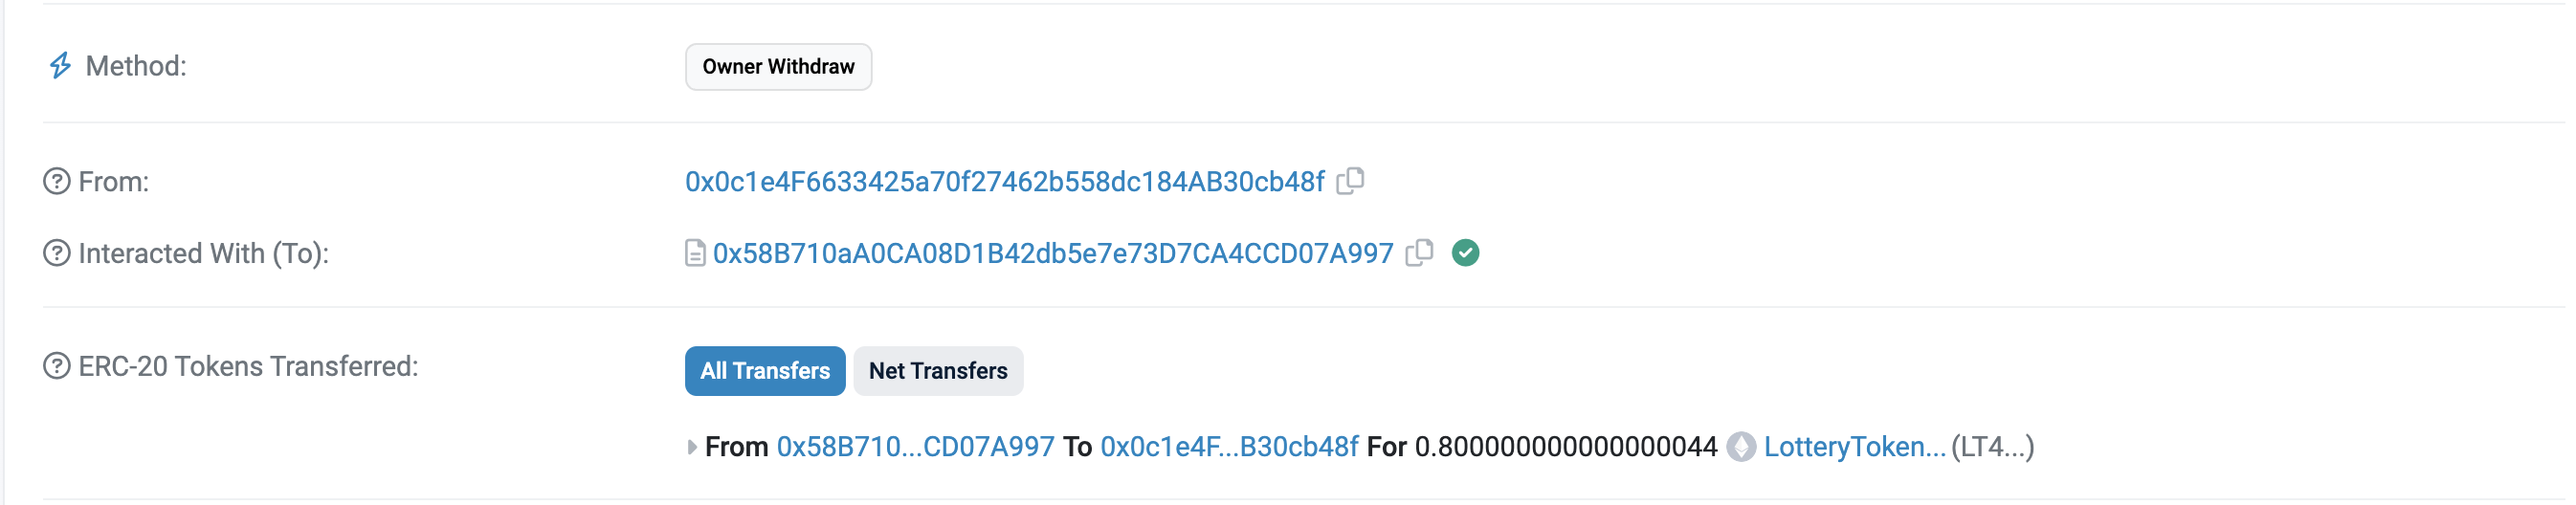 Method: Owner Withdraw
From: 0x0c1e4F6633425a70f27462b558dc184AB30cb48f
Interacted With (To): 0x58B710aA0CA08D1B42db5e7e73D7CA4CCD07A997
ERC-20 Tokens Transferred: All Transfers Net Transfers
From 0x58B710...CD07A997 To 0x0c1e4F...B30cb48f For 0.800000000000000044 LotteryToken... (LT4...)